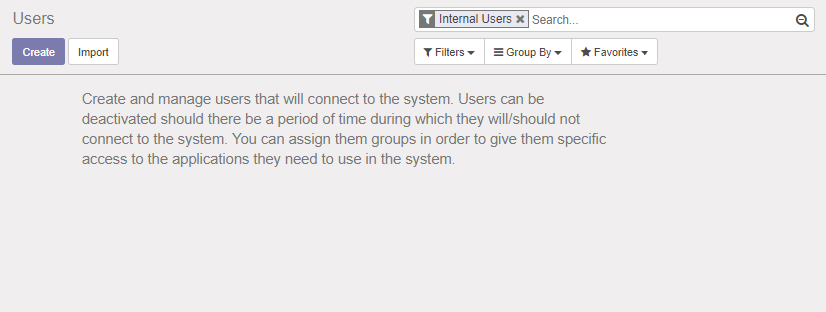 Users
Internal Users ✖ Search...
Create Import
Filters Group By Favorites
Create and manage users that will connect to the system. Users can be
deactivated should there be a period of time during which they will/should not
connect to the system. You can assign them groups in order to give them specific
access to the applications they need to use in the system.